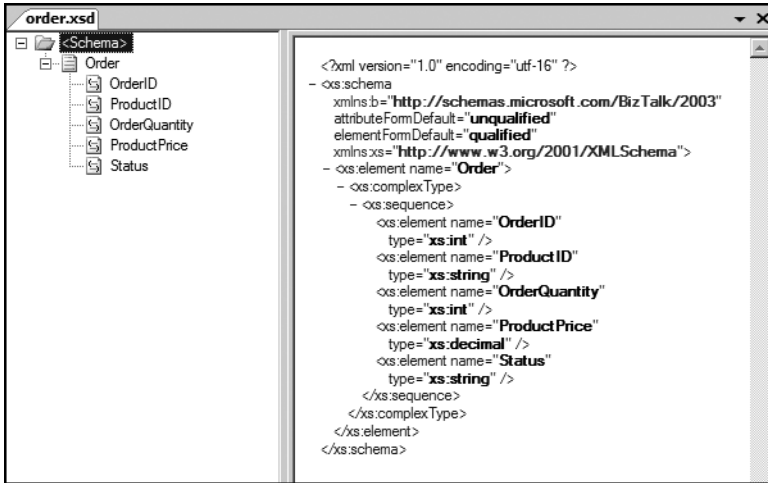 order.xsd
<Schema>
Order
OrderID
ProductID
OrderQuantity
ProductPrice
Status
<?xml version="1.0" encoding="utf-16" ?>
- <xs:schema
xmlns:b="http://schemas.microsoft.com/BizTalk/2003"
attributeFormDefault="unqualified"
elementFormDefault="qualified"
xmlns:xs="http://www.w3.org/2001/XMLSchema">
- <xs:element name="Order">
- <xs:complexType>
- <xs:sequence>
<xs:element name="OrderID"
type="xs:int" />
<xs:element name="ProductID"
type="xs:string" />
<xs:element name="OrderQuantity"
type="xs:int" />
<xs:element name="ProductPrice"
type="xs:decimal" />
<xs:element name="Status"
type="xs:string" />
</xs:sequence>
</xs:complexType>
</xs:element>
</xs:schema>